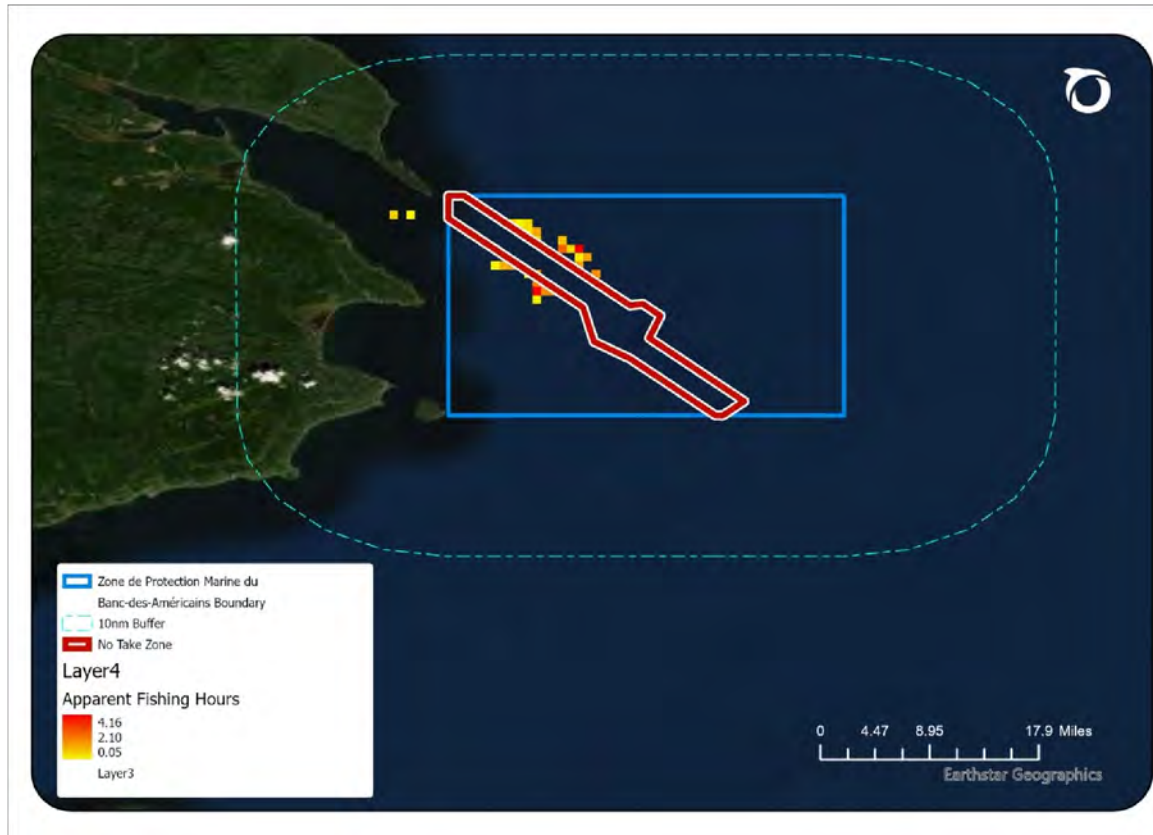 Zone de Protection Marine du
Banc-des-Américains Boundary
10nm Buffer
No Take Zone
Layer4
Apparent Fishing Hours
4.16
2.10
0.05
Layer3
0 4.47 8.95 17.9 Miles
Earthstar Geographics